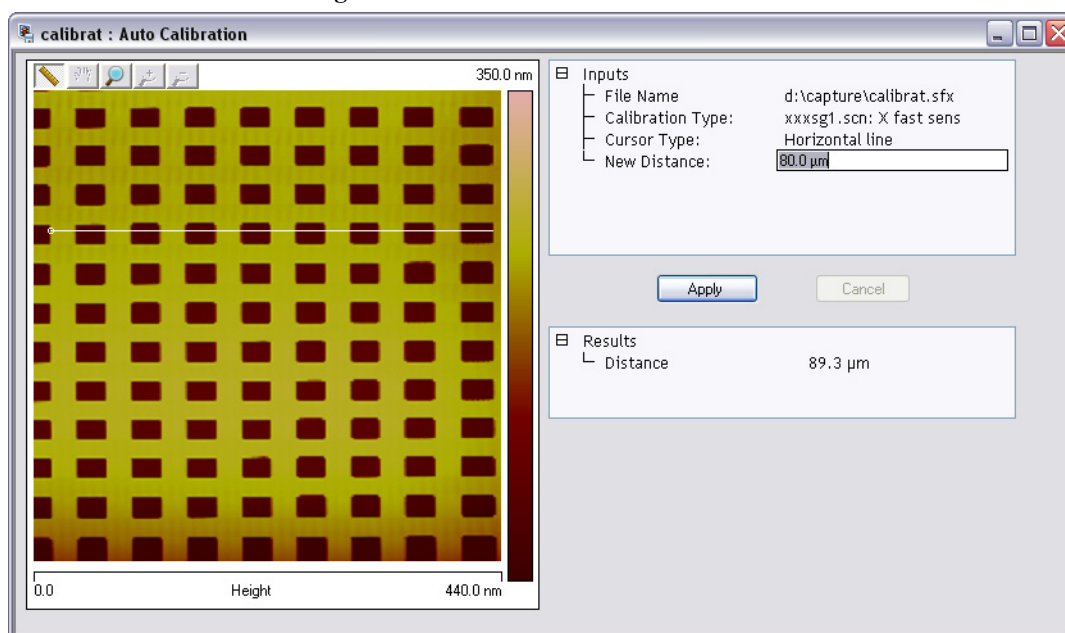 calibrat : Auto Calibration
350.0 nm
0.0 Height 440.0 nm
Inputs
File Name d:\capture\calibrat.sfx
Calibration Type: xxxsg1.scn: X fast sens
Cursor Type: Horizontal line
New Distance: 80.0 µm
Apply Cancel
Results
Distance 89.3 µm